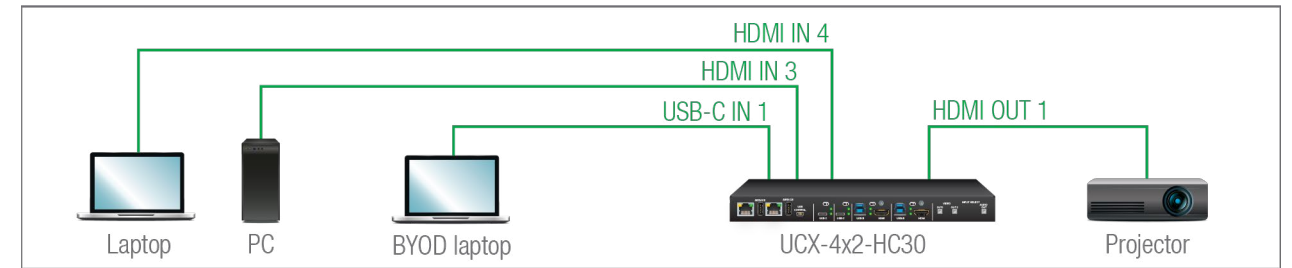 HDMI IN 4
HDMI IN 3
USB-C IN 1
HDMI OUT 1
Laptop
PC
BYOD laptop
UCX-4x2-HC30
Projector